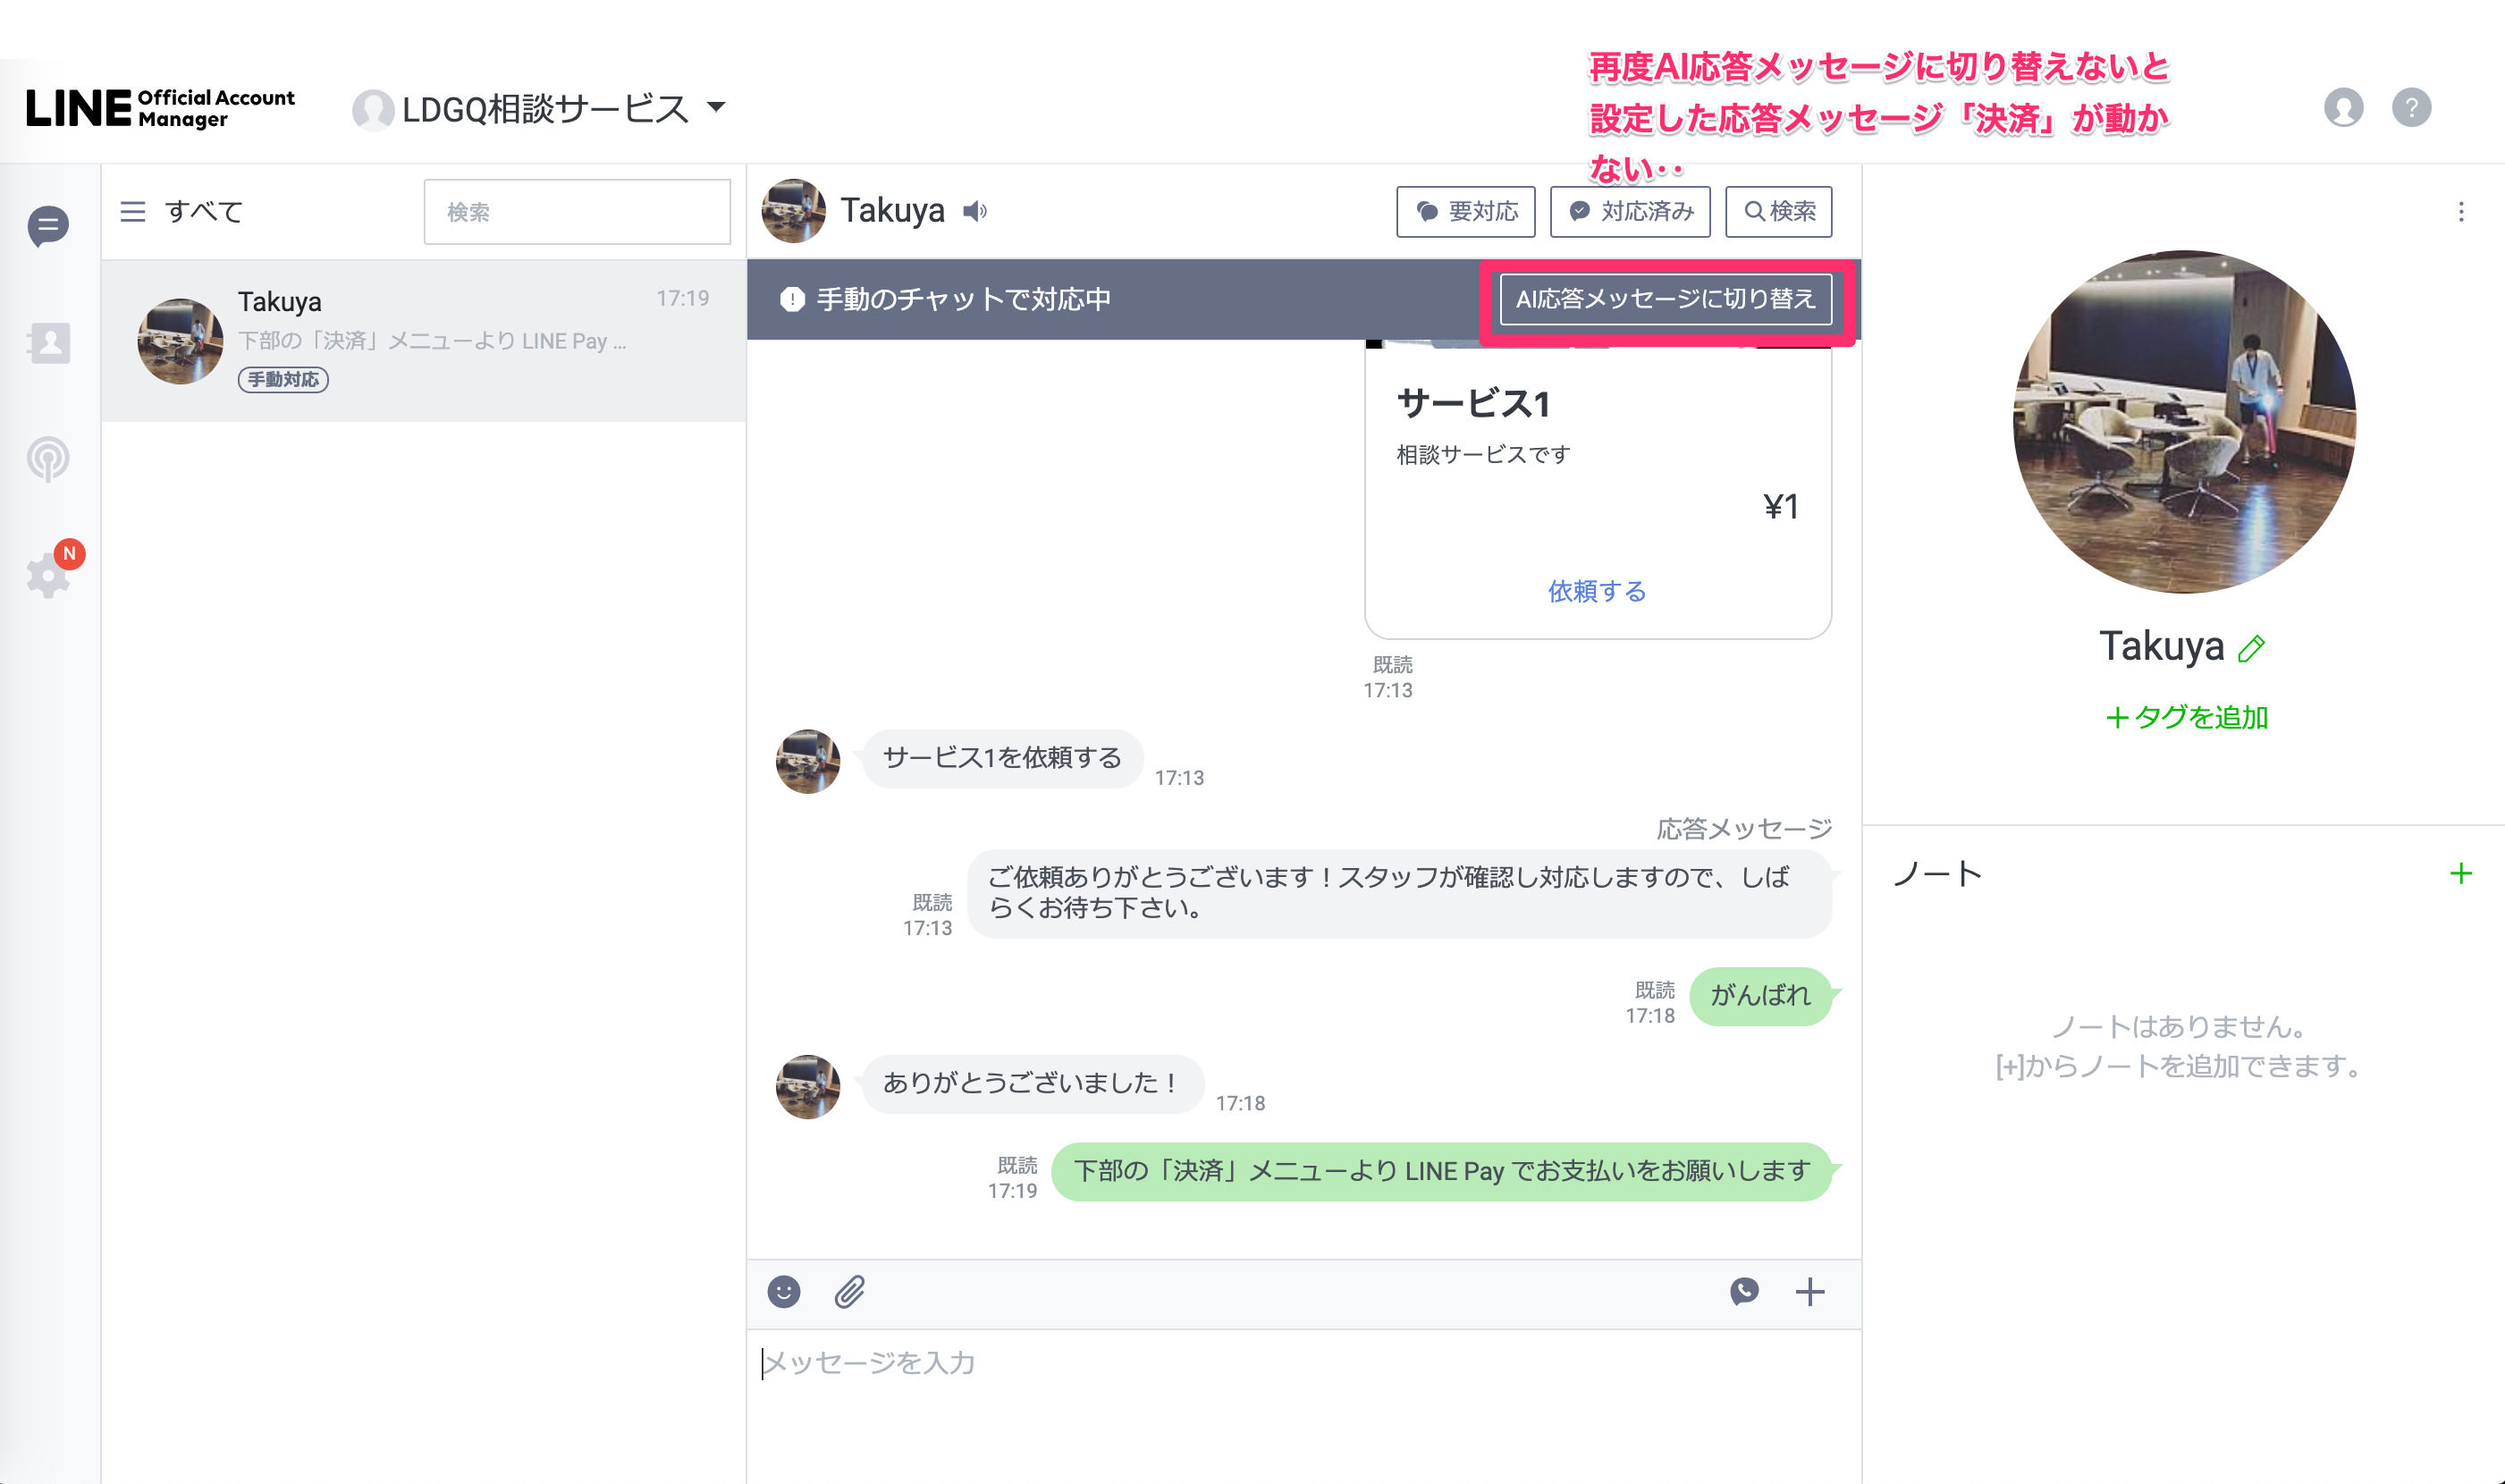 再度AI応答メッセージに切り替えないと
設定した応答メッセージ「決済」が動か
ない‥
LINE Official Account
Manager
LDGQ相談サービス
?
すべて
検索
Takuya
17:19
下部の「決済」メニューより LINE Pay ...
手動対応
N
Takuya
要対応
対応済み
検索
手動のチャットで対応中
AI応答メッセージに切り替え
サービス1
相談サービスです
¥1
依頼する
既読
17:13
サービス1を依頼する
17:13
応答メッセージ
ご依頼ありがとうございます！スタッフが確認し対応しますので、しば
らくお待ち下さい。
既読
17:13
がんばれ
既読
17:18
ありがとうございました！
17:18
下部の「決済」メニューより LINE Pay でお支払いをお願いします
既読
17:19
メッセージを入力
Takuya
+タグを追加
ノート
+
ノートはありません。
[+]からノートを追加できます。